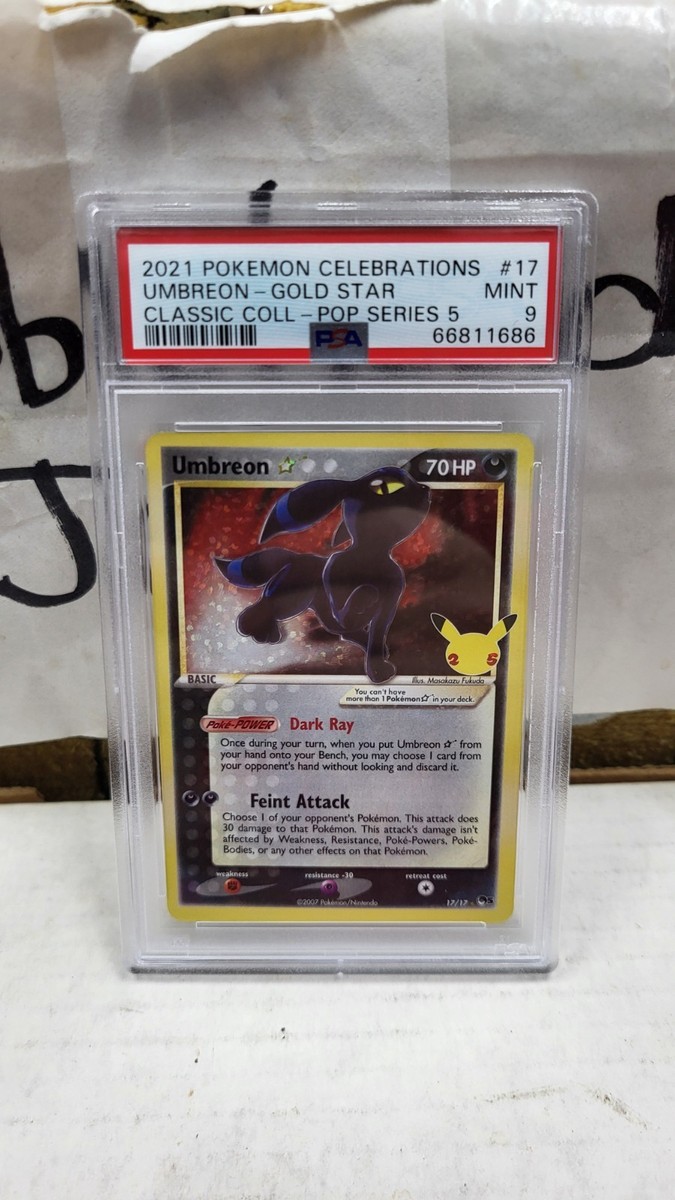 2021 POKEMON CELEBRATIONS #17
UMBREON - GOLD STAR MINT
CLASSIC COLL - POP SERIES 5 9
PSA 66811686
Umbreon ☆ 70 HP
25
BASIC Illus. Masakazu Fukuda
You can't have
more than 1 Pokémon☆ in your deck.
Poké-POWER Dark Ray
Once during your turn, when you put Umbreon ☆ from
your hand onto your Bench, you may choose 1 card from
your opponent's hand without looking and discard it.
Feint Attack
Choose 1 of your opponent's Pokémon. This attack does
30 damage to that Pokémon. This attack's damage isn't
affected by Weakness, Resistance, Poké-Powers, Poké-
Bodies, or any other effects on that Pokémon.
weakness resistance -30 retreat cost
©2007 Pokémon/Nintendo 17/17
b
J